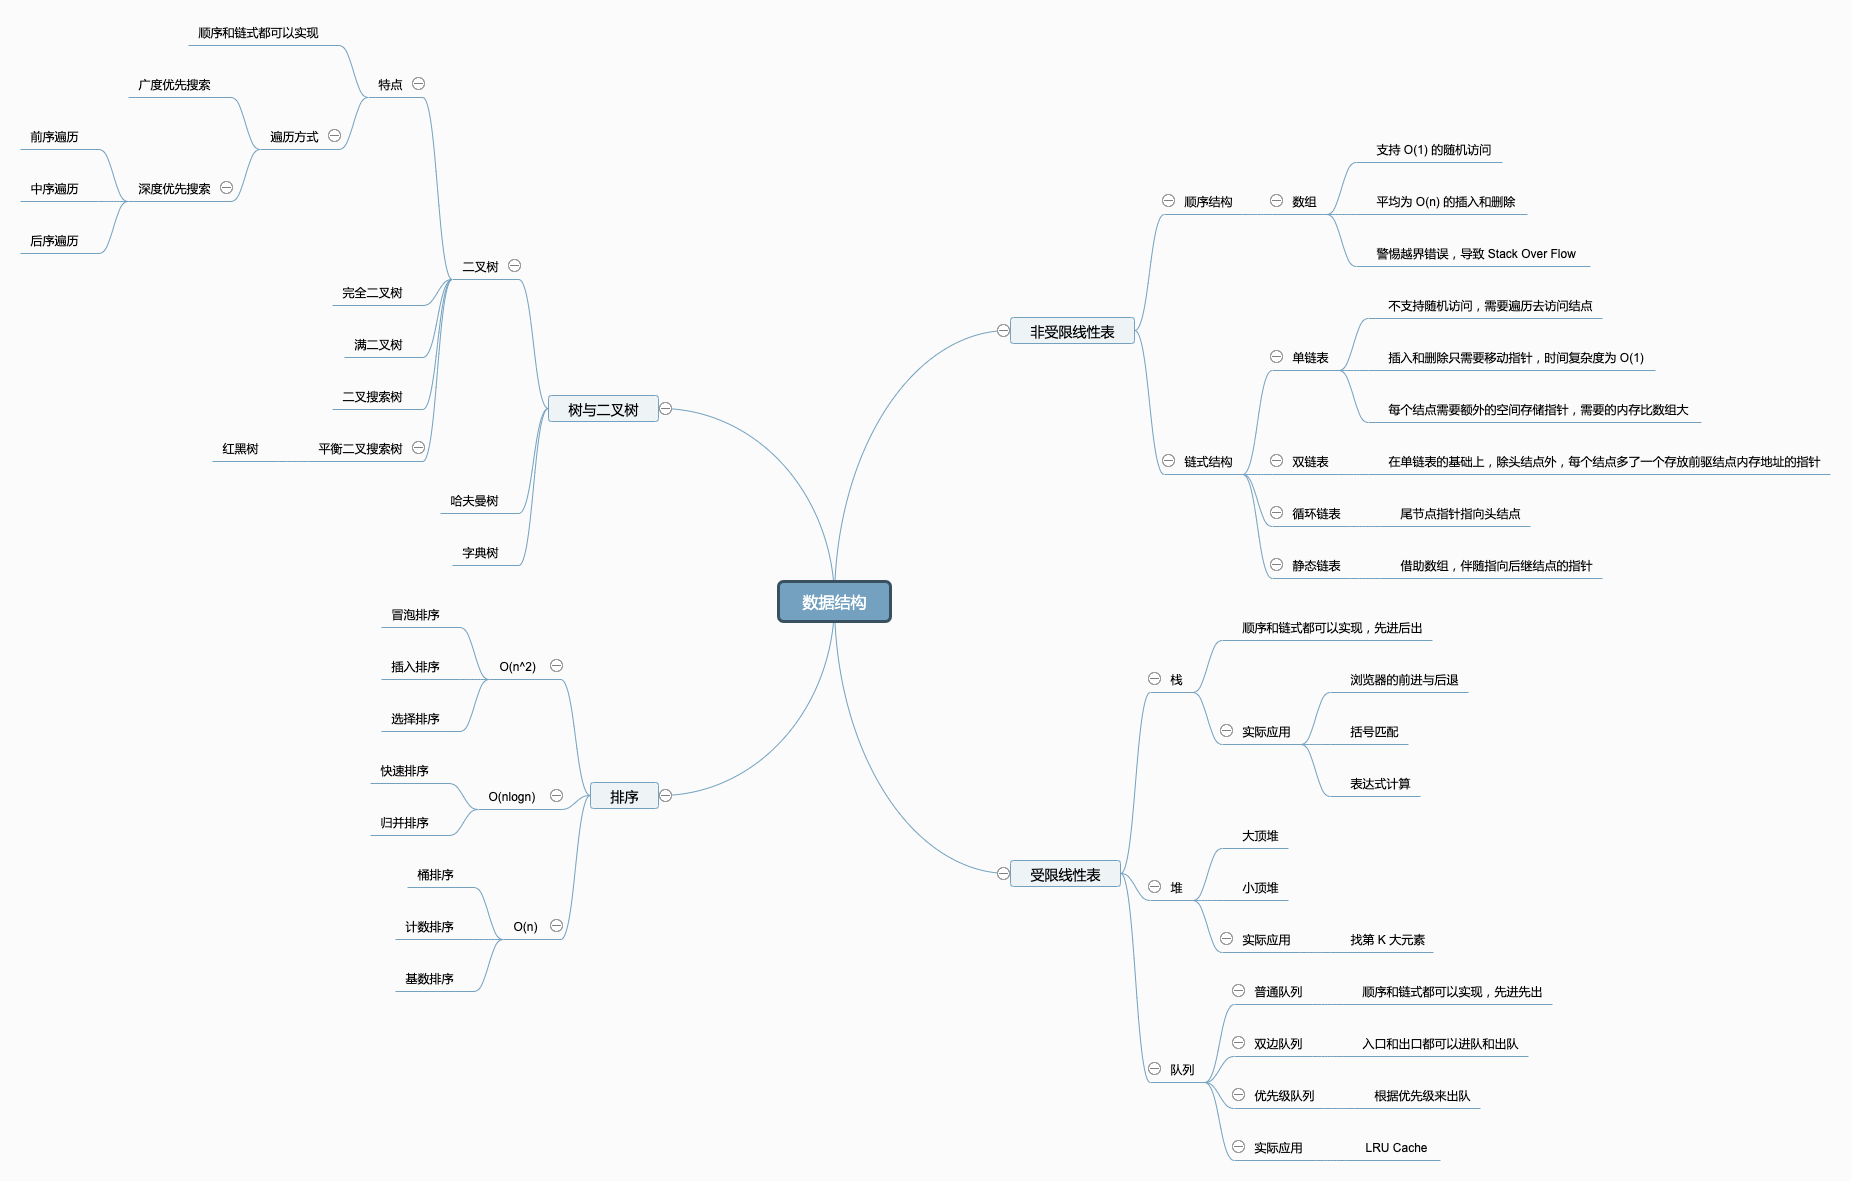 数据结构
非受限线性表
顺序结构
数组
支持 O(1) 的随机访问
平均为 O(n) 的插入和删除
警惕越界错误，导致 Stack Over Flow
链式结构
单链表
不支持随机访问，需要遍历去访问结点
插入和删除只需要移动指针，时间复杂度为 O(1)
每个结点需要额外的空间存储指针，需要的内存比数组大
双链表
在单链表的基础上，除头结点外，每个结点多了一个存放前驱结点内存地址的指针
循环链表
尾节点指针指向头结点
静态链表
借助数组，伴随指向后继结点的指针
受限线性表
栈
顺序和链式都可以实现，先进后出
实际应用
浏览器的前进与后退
括号匹配
表达式计算
堆
大顶堆
小顶堆
实际应用
找第 K 大元素
队列
普通队列
顺序和链式都可以实现，先进先出
双边队列
入口和出口都可以进队和出队
优先级队列
根据优先级来出队
实际应用
LRU Cache
树与二叉树
二叉树
特点
顺序和链式都可以实现
遍历方式
广度优先搜索
深度优先搜索
前序遍历
中序遍历
后序遍历
完全二叉树
满二叉树
二叉搜索树
平衡二叉搜索树
红黑树
哈夫曼树
字典树
排序
O(n^2)
冒泡排序
插入排序
选择排序
O(nlogn)
快速排序
归并排序
O(n)
桶排序
计数排序
基数排序